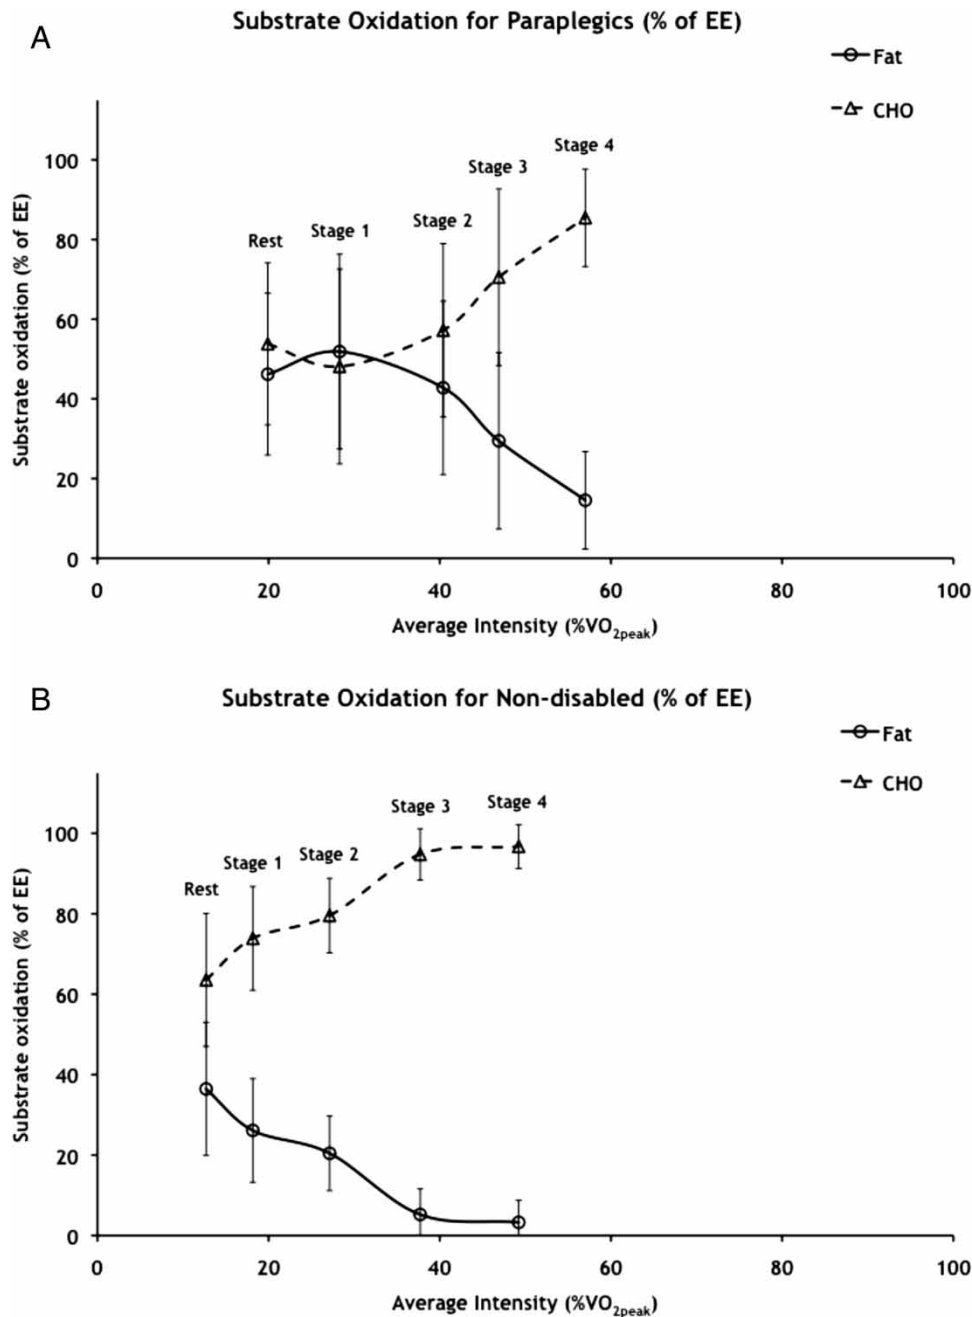 A
Substrate Oxidation for Paraplegics (% of EE)
Fat
CHO
Substrate oxidation (% of EE)
100
80
60
40
20
0
Rest
Stage 1
Stage 2
Stage 3
Stage 4
0 20 40 60 80 100
Average Intensity (%VO2peak)
B
Substrate Oxidation for Non-disabled (% of EE)
Fat
CHO
Substrate oxidation (% of EE)
100
80
60
40
20
0
Rest
Stage 1
Stage 2
Stage 3
Stage 4
0 20 40 60 80 100
Average Intensity (%VO2peak)